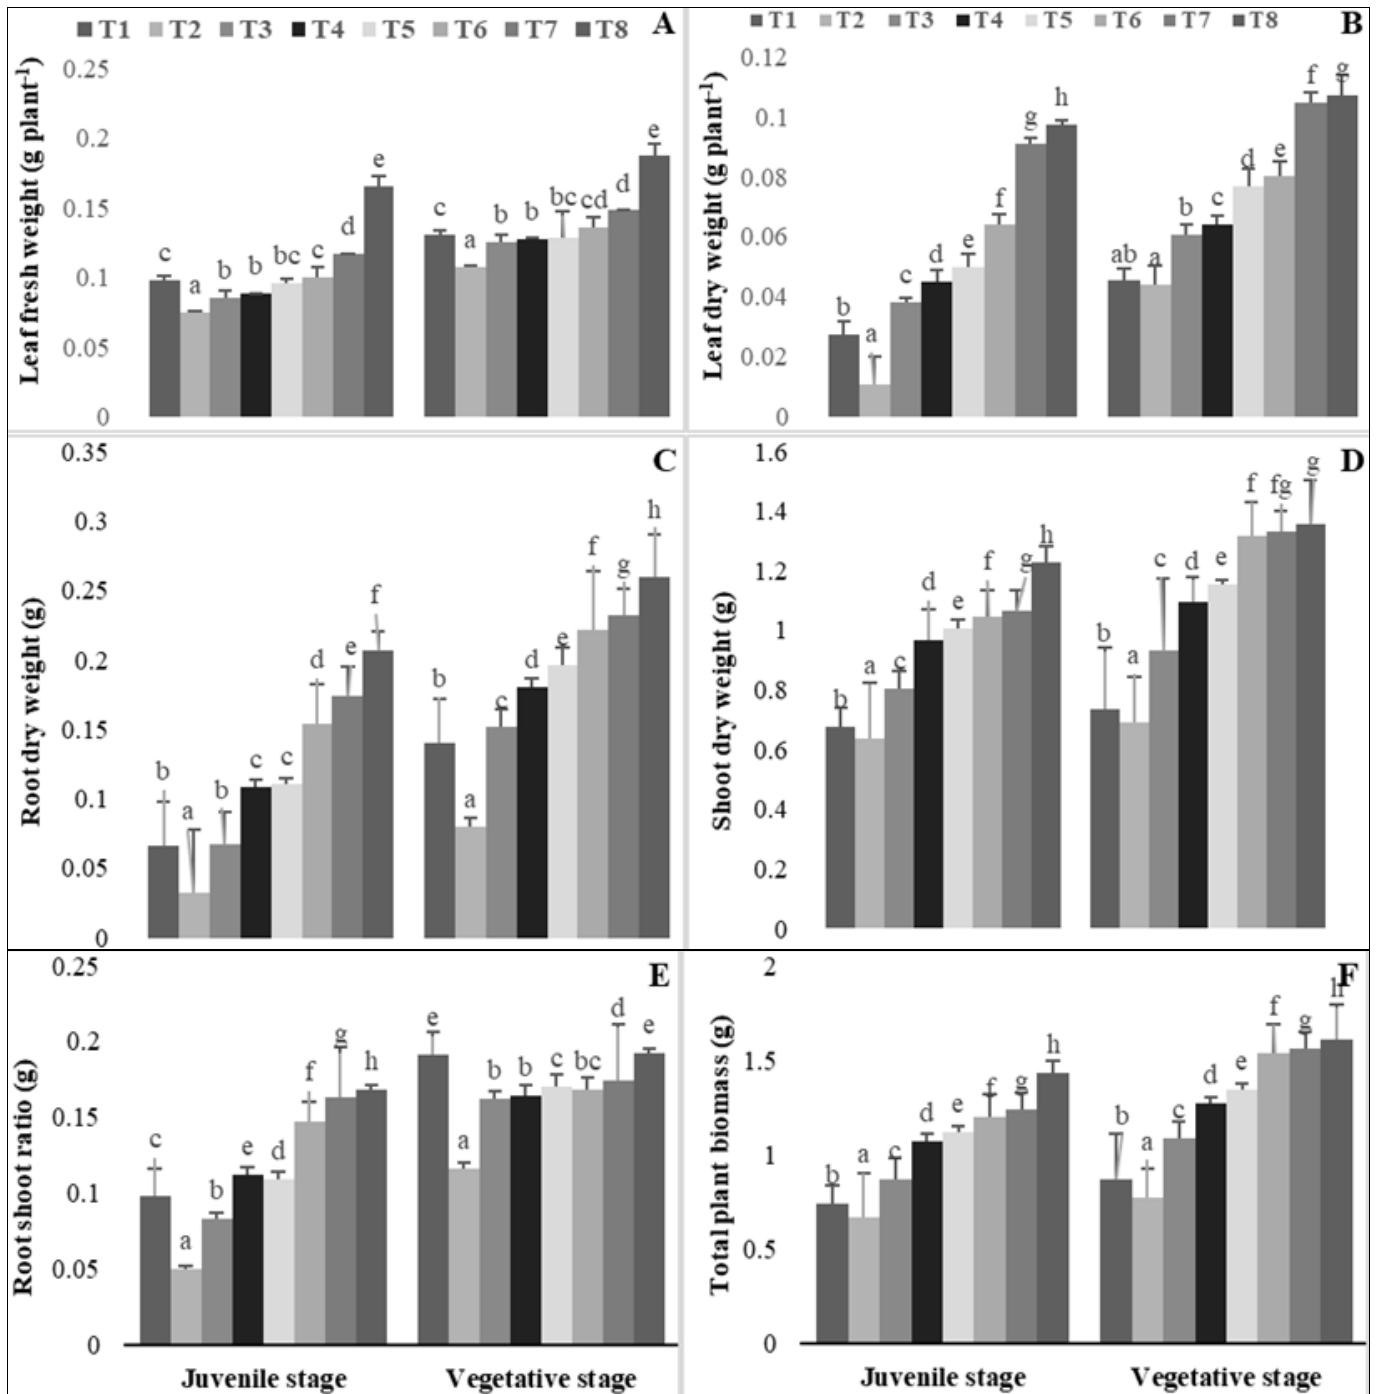 T1 T2 T3 T4 T5 T6 T7 T8 A
Leaf fresh weight (g plant⁻¹)
0.25
0.2
0.15
0.1
0.05
0
c a b b bc c d e
c a b b bc cd d e
T1 T2 T3 T4 T5 T6 T7 T8 B
Leaf dry weight (g plant⁻¹)
0.12
0.1
0.08
0.06
0.04
0.02
0
b a c d e f g h
ab a b c d e f g
C
Root dry weight (g)
0.35
0.3
0.25
0.2
0.15
0.1
0.05
0
b a b c c d e f
b a c d e f g h
D
Shoot dry weight (g)
1.6
1.4
1.2
1
0.8
0.6
0.4
0.2
0
b a c d e f g h
b a c d e f fg g
E
Root shoot ratio (g)
0.25
0.2
0.15
0.1
0.05
0
c a b e d f g h
e a b b c bc d e
Juvenile stage Vegetative stage
F
Total plant biomass (g)
2
1.5
1
0.5
0
b a c d e f g h
b a c d e f g h
Juvenile stage Vegetative stage